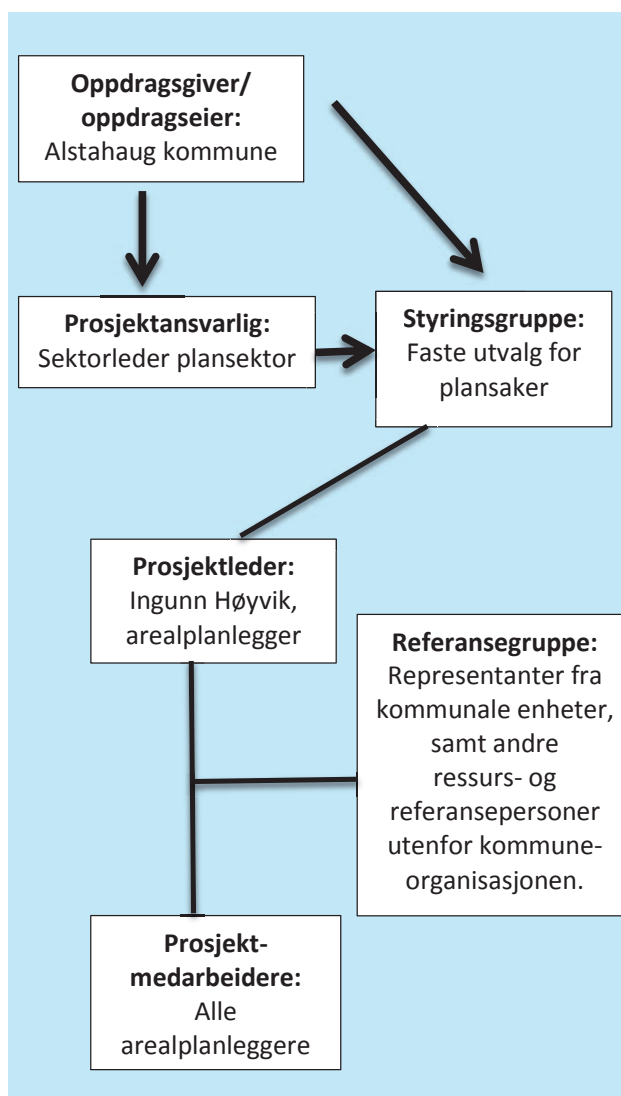 Oppdragsgiver/
oppdragseier:
Alstahaug kommune
Prosjektansvarlig:
Sektorleder plansektor
Styringsgruppe:
Faste utvalg for
plansaker
Prosjektleder:
Ingunn Høyvik,
arealplanlegger
Referansegruppe:
Representanter fra
kommunale enheter,
samt andre
ressurs- og
referansepersoner
utenfor kommune-
organisasjonen.
Prosjekt-
medarbeidere:
Alle
arealplanleggere